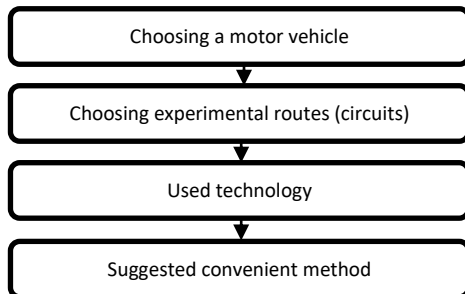 Choosing a motor vehicle
Choosing experimental routes (circuits)
Used technology
Suggested convenient method